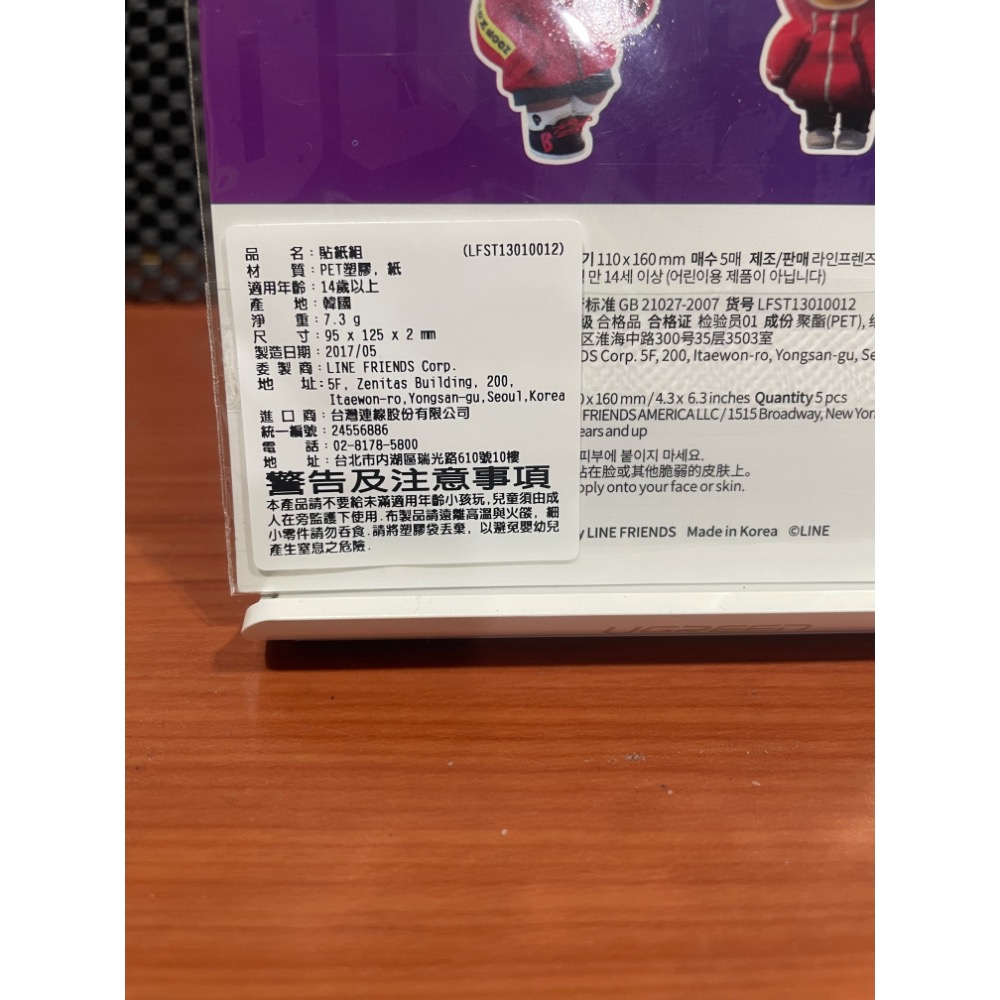 品 名：貼紙組 (LFST13010012)
材 質：PET塑膠, 紙
適用年齡：14歲以上
產 地：韓國
淨 重：7.3 g
尺 寸：95 x 125 x 2 mm
製造日期：2017/05
委 製 商：LINE FRIENDS Corp.
地 址：5F, Zenitas Building, 200,
Itaewon-ro,Yongsan-gu,Seoul,Korea
進 口 商：台灣連線股份有限公司
統一編號：24556886
電 話：02-8178-5800
地 址：台北市內湖區瑞光路610號10樓
警告及注意事項
本產品請不要給未滿適用年齡小孩玩,兒童須由成
人在旁監護下使用.布製品請遠離高溫與火燄, 細
小零件請勿吞食.請將塑膠袋丟棄, 以避免嬰幼兒
產生窒息之危險.
기 110 x 160 mm 매수 5매 제조/판매 라인프렌즈
만 14세 이상 (어린이용 제품이 아닙니다)
标准 GB 21027-2007 货号 LFST13010012
级 合格品 合格证 检验员01 成份 聚酯(PET),
区淮海中路300号35层3503室
DS Corp. 5F, 200, Itaewon-ro, Yongsan-gu, Se
0 x 160 mm / 4.3 x 6.3 inches Quantity 5 pcs
FRIENDS AMERICA LLC / 1515 Broadway, New Yor
ears and up
피부에 붙이지 마세요.
站在脸或其他脆弱的皮肤上。
pply onto your face or skin.
y LINE FRIENDS Made in Korea ©LINE
UGREEN